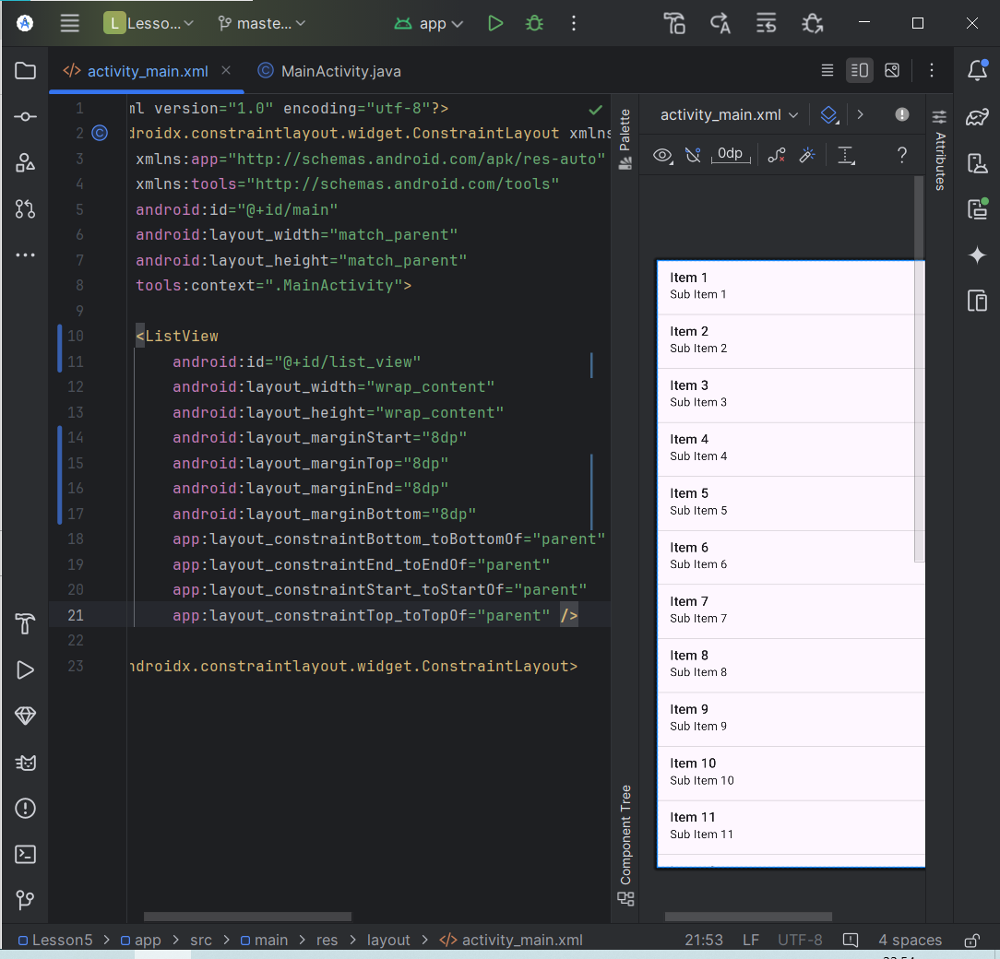 L Lesso...
maste...
app
activity_main.xml
MainActivity.java
1 ml version="1.0" encoding="utf-8"?>
2 droidx.constraintlayout.widget.ConstraintLayout xmlns
3 xmlns:app="http://schemas.android.com/apk/res-auto"
4 xmlns:tools="http://schemas.android.com/tools"
5 android:id="@+id/main"
6 android:layout_width="match_parent"
7 android:layout_height="match_parent"
8 tools:context=".MainActivity">
9
10 <ListView
11 android:id="@+id/list_view"
12 android:layout_width="wrap_content"
13 android:layout_height="wrap_content"
14 android:layout_marginStart="8dp"
15 android:layout_marginTop="8dp"
16 android:layout_marginEnd="8dp"
17 android:layout_marginBottom="8dp"
18 app:layout_constraintBottom_toBottomOf="parent"
19 app:layout_constraintEnd_toEndOf="parent"
20 app:layout_constraintStart_toStartOf="parent"
21 app:layout_constraintTop_toTopOf="parent" />
22
23 ndroidx.constraintlayout.widget.ConstraintLayout>
Palette
Component Tree
activity_main.xml
0dp
?
Attributes
Item 1
Sub Item 1
Item 2
Sub Item 2
Item 3
Sub Item 3
Item 4
Sub Item 4
Item 5
Sub Item 5
Item 6
Sub Item 6
Item 7
Sub Item 7
Item 8
Sub Item 8
Item 9
Sub Item 9
Item 10
Sub Item 10
Item 11
Sub Item 11
Lesson5 > app > src > main > res > layout > </> activity_main.xml
21:53 LF UTF-8 4 spaces